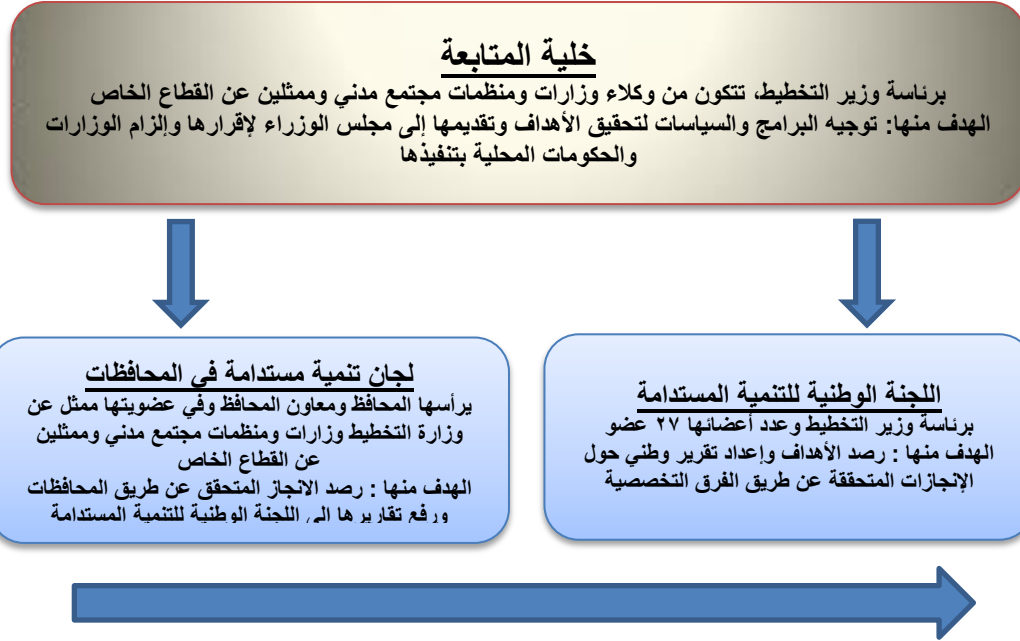 خلية المتابعة
برئاسة وزير التخطيط، تتكون من وكلاء وزارات ومنظمات مجتمع مدني وممثلين عن القطاع الخاص
الهدف منها: توجيه البرامج والسياسات لتحقيق الأهداف وتقديمها إلى مجلس الوزراء لإقرارها وإلزام الوزارات
والحكومات المحلية بتنفيذها
اللجنة الوطنية للتنمية المستدامة
برئاسة وزير التخطيط وعدد أعضائها ٢٧ عضو
الهدف منها : رصد الأهداف وإعداد تقرير وطني حول
الإنجازات المتحققة عن طريق الفرق التخصصية
لجان تنمية مستدامة في المحافظات
يرأسها المحافظ ومعاون المحافظ وفي عضويتها ممثل عن
وزارة التخطيط وزارات ومنظمات مجتمع مدني وممثلين
عن القطاع الخاص
الهدف منها : رصد الانجاز المتحقق عن طريق المحافظات
ورفع تقاريرها الى اللجنة الوطنية للتنمية المستدامة